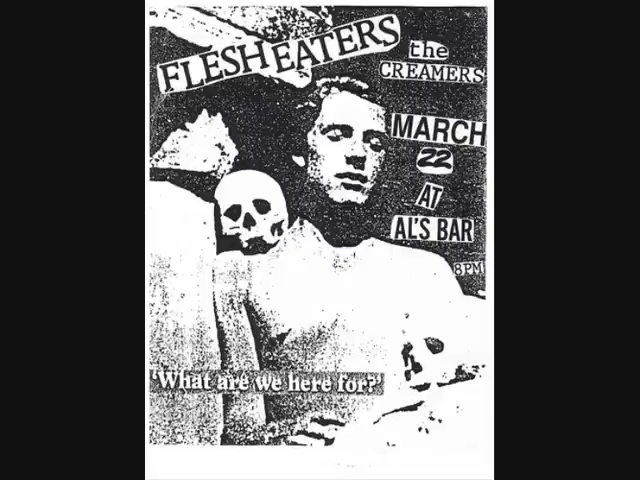 FLESH EATERS
the
CREAMERS
MARCH
22
AT
AL'S BAR
8PM
'What are we here for?'